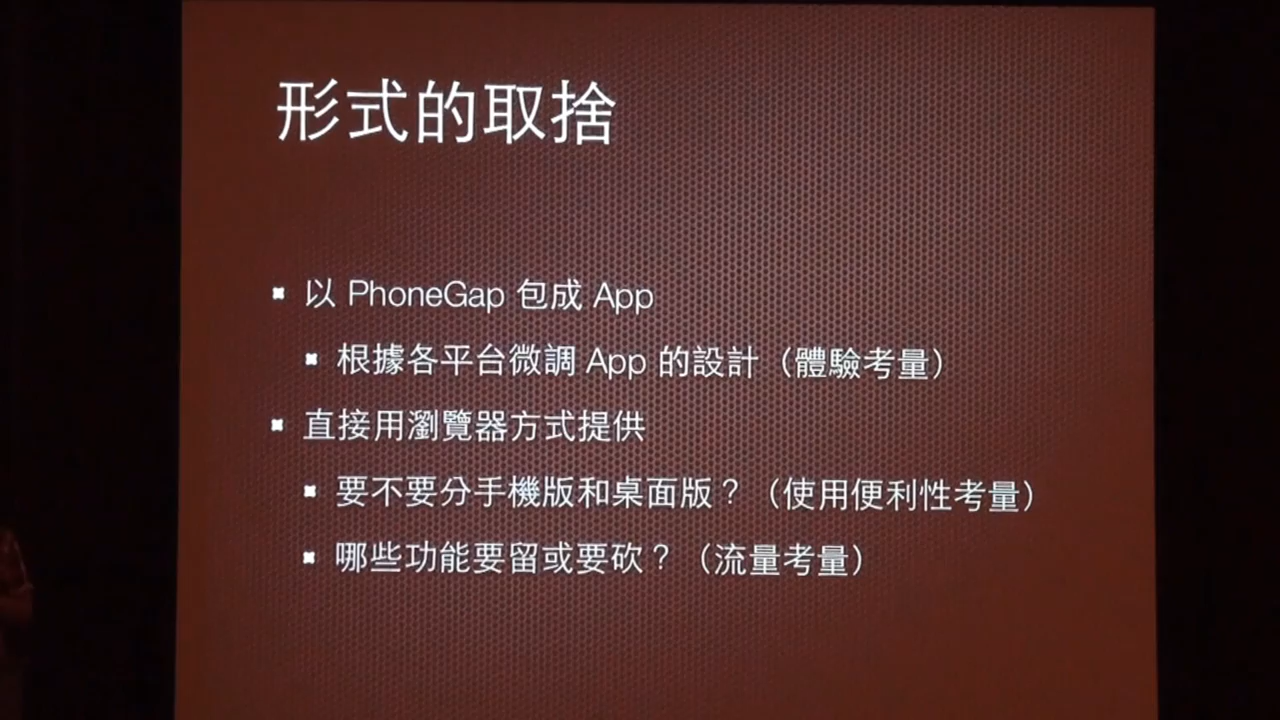 形式的取捨
以 PhoneGap 包成 App
根據各平台微調 App 的設計（體驗考量）
直接用瀏覽器方式提供
要不要分手機版和桌面版？（使用便利性考量）
哪些功能要留或要砍？（流量考量）